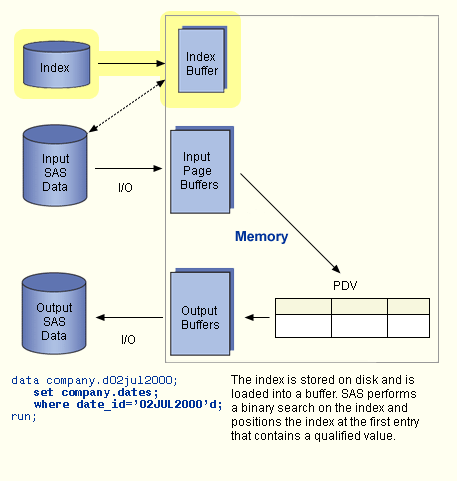 Index
Index
Buffer
Input
SAS
Data
I/O
Input
Page
Buffers
Memory
PDV
Output
SAS
Data
I/O
Output
Buffers
data company.d02jul2000;
set company.dates;
where date_id='02JUL2000'd;
run;
The index is stored on disk and is
loaded into a buffer. SAS performs
a binary search on the index and
positions the index at the first entry
that contains a qualified value.